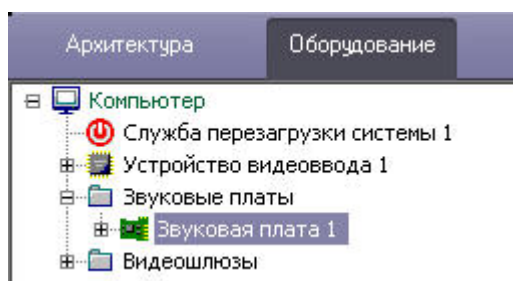 Архитектура Оборудование
Компьютер
Служба перезагрузки системы 1
Устройство видеоввода 1
Звуковые платы
Звуковая плата 1
Видеошлюзы